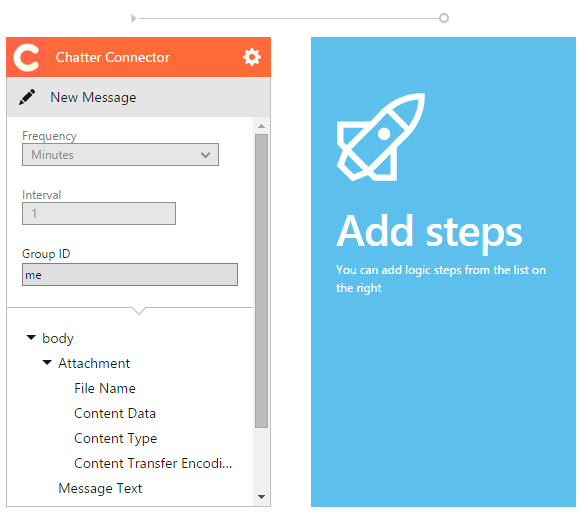 Chatter Connector
New Message
Frequency
Minutes
Interval
1
Group ID
me
body
Attachment
File Name
Content Data
Content Type
Content Transfer Encodi...
Message Text
Add steps
You can add logic steps from the list on
the right